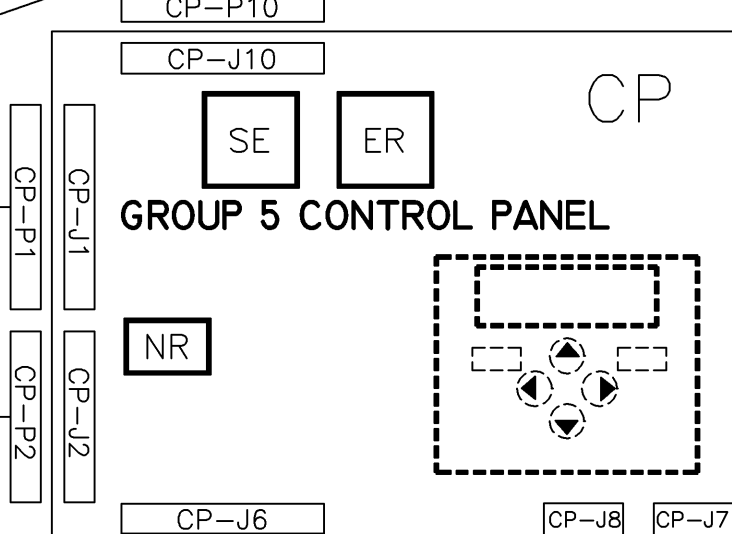 CP-P10
CP-J10
CP
SE
ER
CP-P1
CP-J1
GROUP 5 CONTROL PANEL
NR
CP-P2
CP-J2
CP-J6
CP-J8
CP-J7